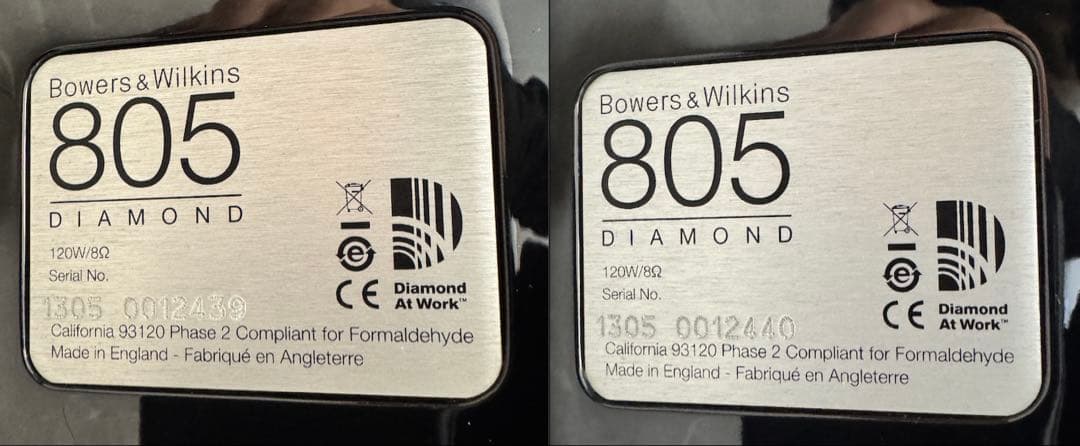 Bowers & Wilkins
805
DIAMOND
120W/8Ω
Serial No.
1305 0012439
CE
Diamond
At Work™
California 93120 Phase 2 Compliant for Formaldehyde
Made in England - Fabriqué en Angleterre
Bowers & Wilkins
805
DIAMOND
120W/8Ω
Serial No.
1305 0012440
CE
Diamond
At Work™
California 93120 Phase 2 Compliant for Formaldehyde
Made in England - Fabriqué en Angleterre